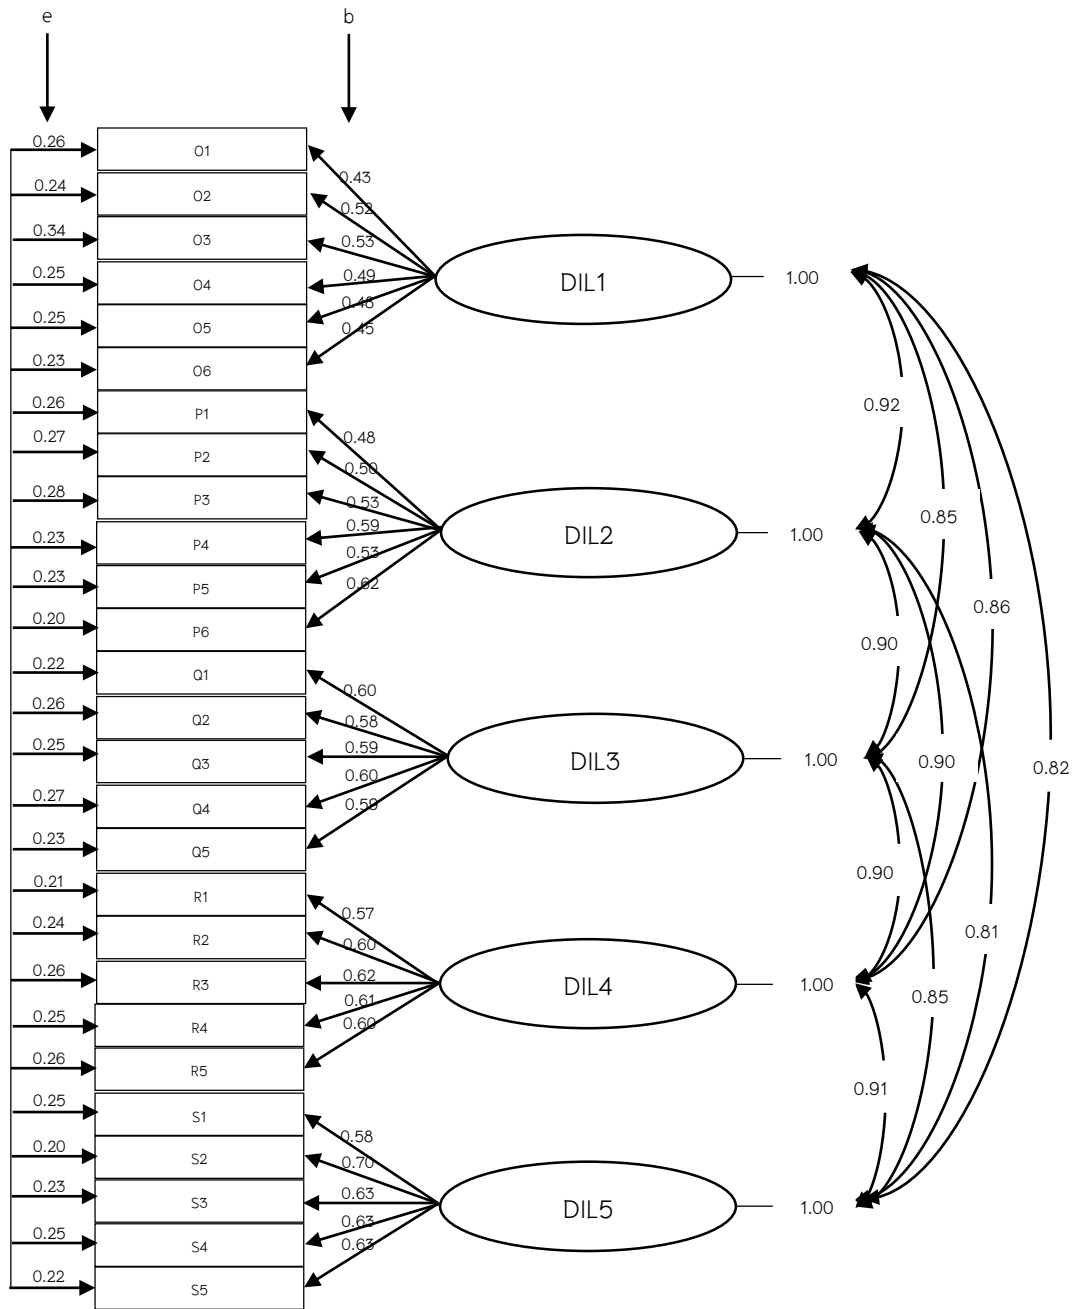 e b
0.26 O1 0.43
0.24 O2 0.52
0.34 O3 0.53
0.25 O4 0.49
0.25 O5 0.48
0.23 O6 0.45
DIL1 1.00
0.26 P1 0.48
0.27 P2 0.50
0.28 P3 0.53
0.23 P4 0.59
0.23 P5 0.53
0.20 P6 0.62
DIL2 1.00
0.22 Q1 0.60
0.26 Q2 0.58
0.25 Q3 0.59
0.27 Q4 0.60
0.23 Q5 0.59
DIL3 1.00
0.21 R1 0.57
0.24 R2 0.60
0.26 R3 0.62
0.25 R4 0.61
0.26 R5 0.60
DIL4 1.00
0.25 S1 0.58
0.20 S2 0.70
0.23 S3 0.63
0.25 S4 0.63
0.22 S5 0.63
DIL5 1.00
0.92
0.85
0.86
0.90
0.90
0.82
0.90
0.81
0.85
0.91